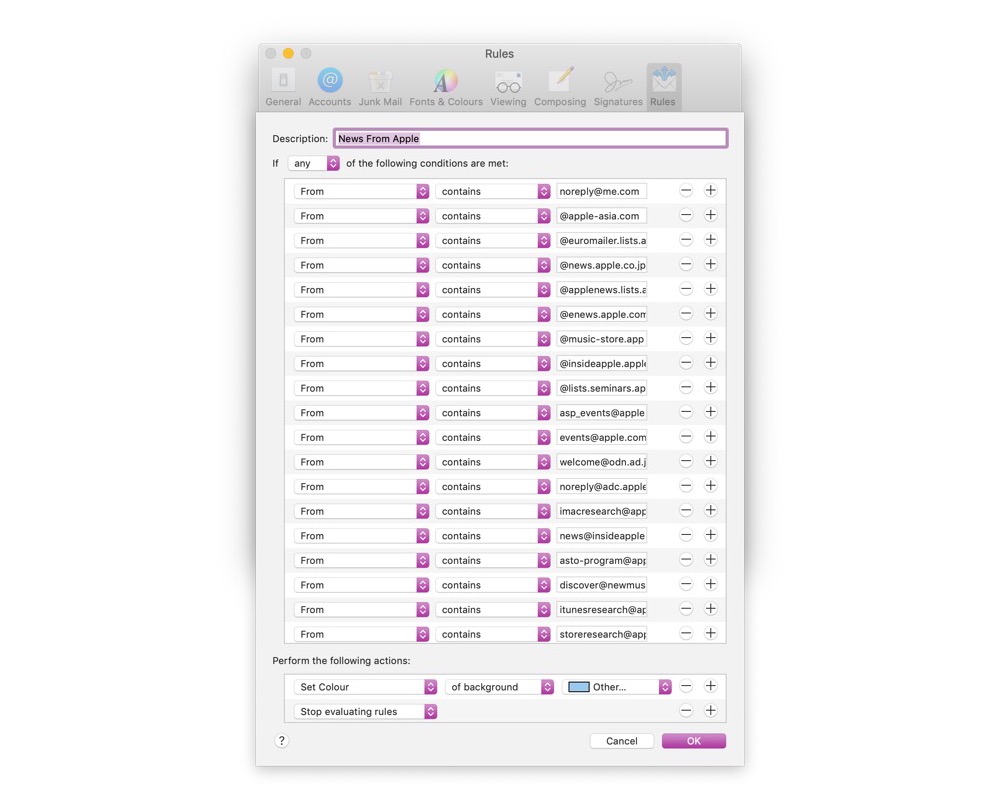 Rules
General Accounts Junk Mail Fonts & Colours Viewing Composing Signatures Rules
Description: News From Apple
If any of the following conditions are met:
From contains noreply@me.com
From contains @apple-asia.com
From contains @euromailer.lists.a
From contains @news.apple.co.jp
From contains @applenews.lists.a
From contains @enews.apple.com
From contains @music-store.app
From contains @insideapple.apple
From contains @lists.seminars.ap
From contains asp_events@apple
From contains events@apple.com
From contains welcome@odn.ad.j
From contains noreply@adc.apple
From contains imacresearch@app
From contains news@insideapple
From contains asto-program@app
From contains discover@newmus
From contains itunesresearch@ap
From contains storeresearch@app
Perform the following actions:
Set Colour of background Other...
Stop evaluating rules
? Cancel OK